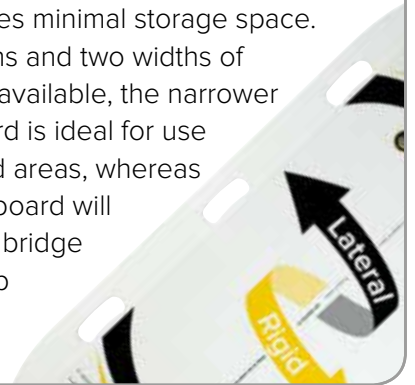 es minimal storage space.
ns and two widths of
available, the narrower
rd is ideal for use
d areas, whereas
board will
bridge
Lateral
Rigid